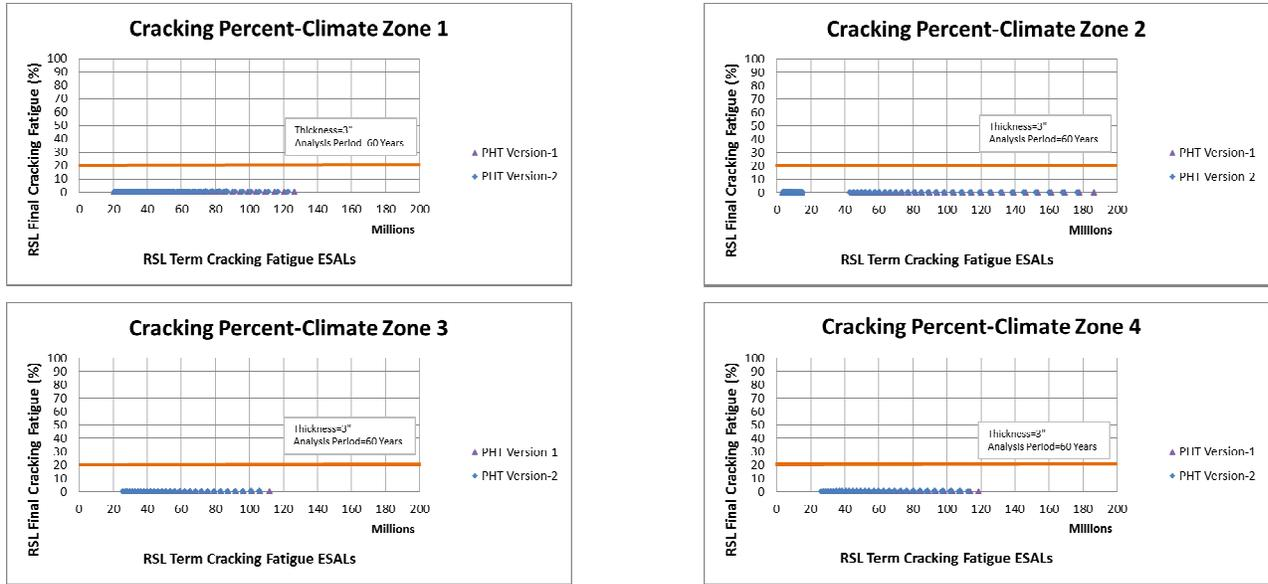 Cracking Percent-Climate Zone 1
RSL Final Cracking Fatigue (%)
100
90
80
70
60
50
40
30
20
10
0
Thickness=3"
Analysis Period 60 Years
0 20 40 60 80 100 120 140 160 180 200
Millions
RSL Term Cracking Fatigue ESALs
PHT Version-1
PHT Version-2
Cracking Percent-Climate Zone 2
RSL Final Cracking Fatigue (%)
100
90
80
70
60
50
40
30
20
10
0
Thickness=3"
Analysis Period=60 Years
0 20 40 60 80 100 120 140 160 180 200
Millions
RSL Term Cracking Fatigue ESALs
PHT Version-1
PHT Version 2
Cracking Percent-Climate Zone 3
RSL Final Cracking Fatigue (%)
100
90
80
70
60
50
40
30
20
10
0
Thickness=3"
Analysis Period=60 Years
0 20 40 60 80 100 120 140 160 180 200
Millions
RSL Term Cracking Fatigue ESALs
PHT Version 1
PHT Version-2
Cracking Percent-Climate Zone 4
RSL Final Cracking Fatigue (%)
100
90
80
70
60
50
40
30
20
10
0
Thickness=3"
Analysis Period=60 Years
0 20 40 60 80 100 120 140 160 180 200
Millions
RSL Term Cracking Fatigue ESALs
PHT Version-1
PHT Version-2